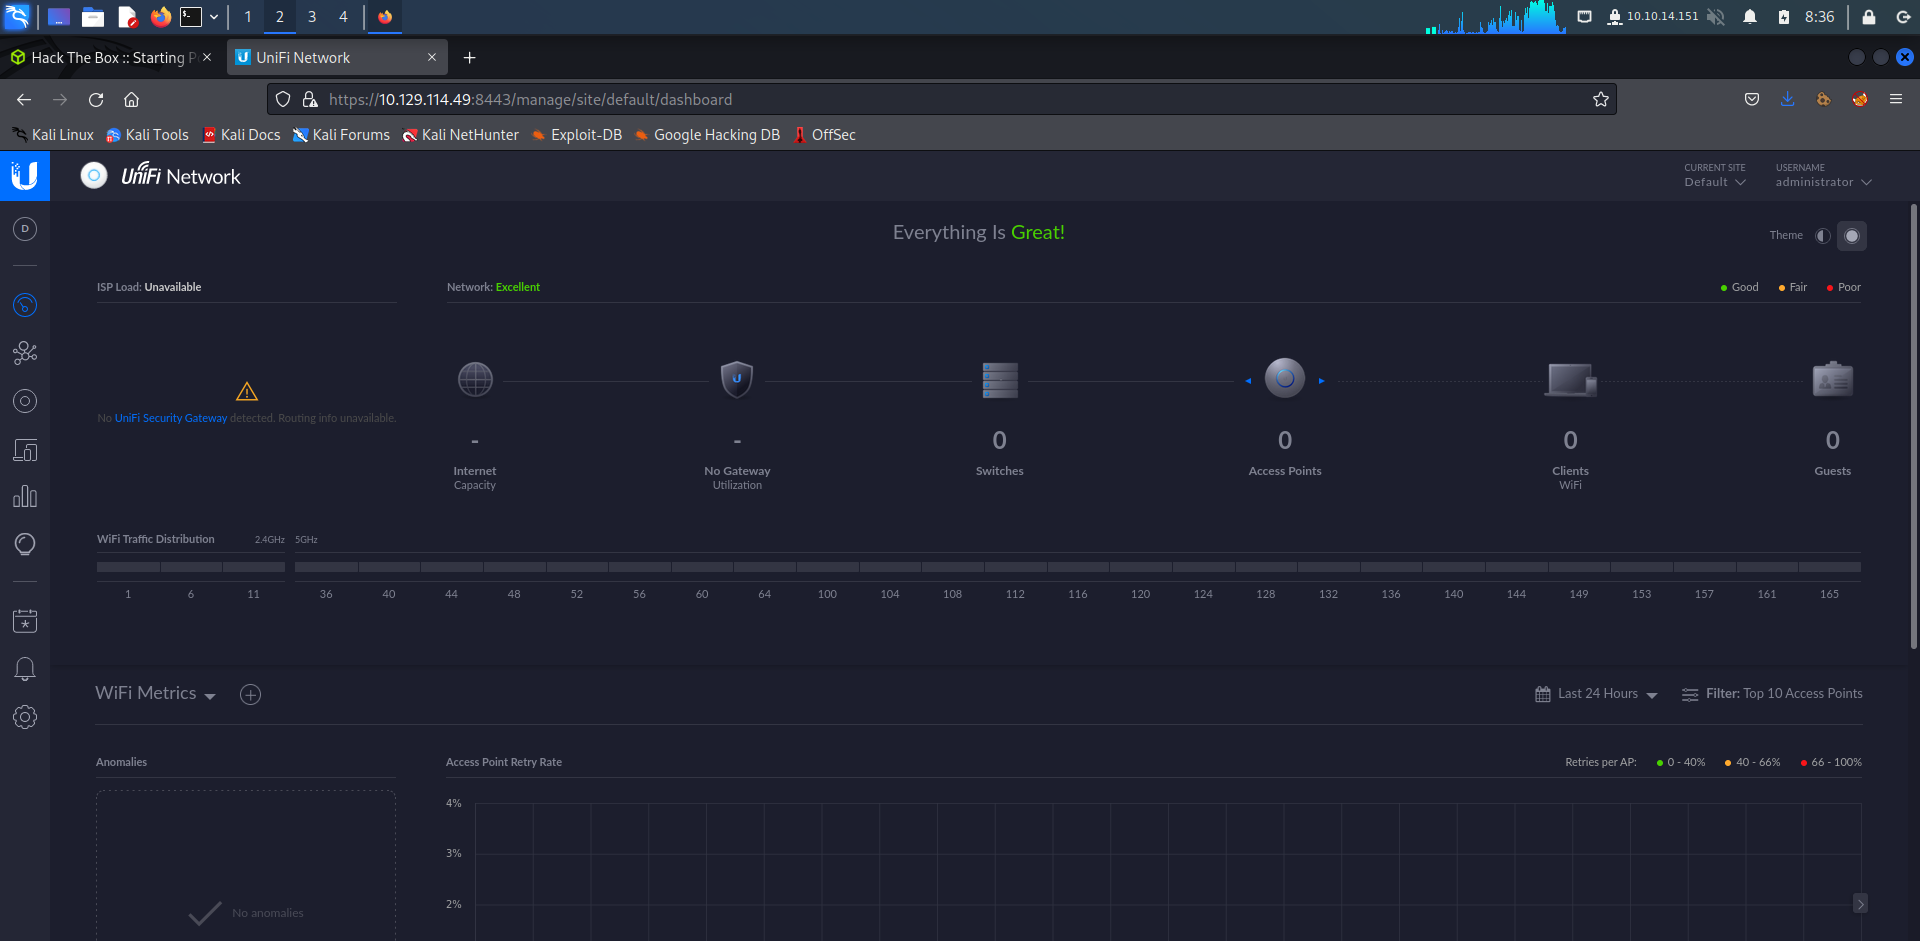 1 2 3 4 10.10.14.151 8:36
Hack The Box :: Starting P UniFi Network
https://10.129.114.49:8443/manage/site/default/dashboard
Kali Linux Kali Tools Kali Docs Kali Forums Kali NetHunter Exploit-DB Google Hacking DB OffSec
UniFi Network
CURRENT SITE USERNAME
Default administrator
D
Everything Is Great!
Theme
ISP Load: Unavailable Network: Excellent Good Fair Poor
No UniFi Security Gateway detected. Routing info unavailable.
- - 0 0 0 0
Internet No Gateway Switches Access Points Clients Guests
Capacity Utilization WiFi
WiFi Traffic Distribution 2.4GHz 5GHz
1 6 11 36 40 44 48 52 56 60 64 100 104 108 112 116 120 124 128 132 136 140 144 149 153 157 161 165
WiFi Metrics Last 24 Hours Filter: Top 10 Access Points
Anomalies Access Point Retry Rate Retries per AP: 0 - 40% 40 - 66% 66 - 100%
4%
3%
2%
No anomalies